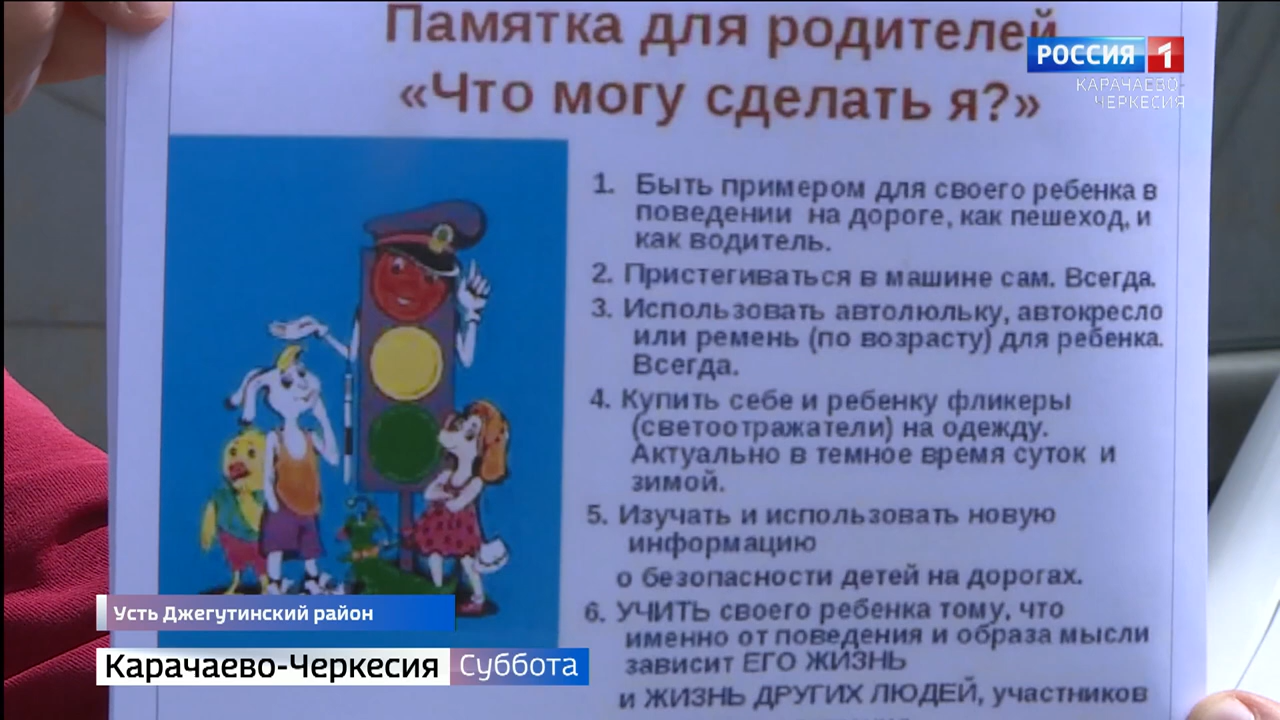 Памятка для родителей
«Что могу сделать я?»
РОССИЯ 1
КАРАЧАЕВО-
ЧЕРКЕСИЯ
1. Быть примером для своего ребенка в
поведении на дороге, как пешеход, и
как водитель.
2. Пристегиваться в машине сам. Всегда.
3. Использовать автолюльку, автокресло
или ремень (по возрасту) для ребенка.
Всегда.
4. Купить себе и ребенку фликеры
(светоотражатели) на одежду.
Актуально в темное время суток и
зимой.
5. Изучать и использовать новую
информацию
о безопасности детей на дорогах.
6. УЧИТЬ своего ребенка тому, что
именно от поведения и образа мысли
зависит ЕГО ЖИЗНЬ
и ЖИЗНЬ ДРУГИХ ЛЮДЕЙ, участников
Усть Джегутинский район
Карачаево-Черкесия Суббота